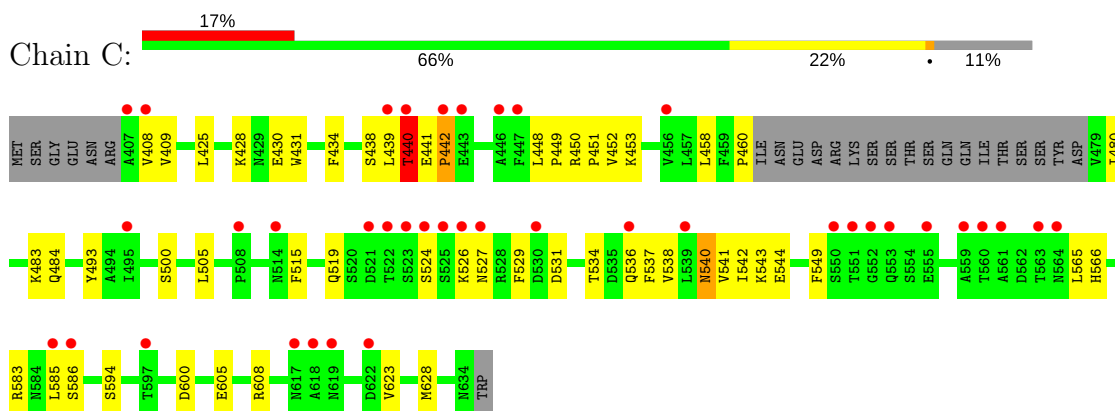 17%
Chain C:
66% 22% • 11%
MET SER GLY GLU ASN ARG A407 V408 V409 L425 K428 N429 E430 W431 F434 S438 L439 T440 E441 P442 E443 A446 F447 L448 P449 R450 P451 V452 K453 V456 L457 L458 F459 P460 ILE ASN GLU ASP ARG LYS SER SER THR SER GLN GLN ILE THR SER SER TYR ASP V479 I480
K483 Q484 Y493 A494 I495 S500 L505 P508 N514 F515 Q519 S520 D521 T522 S523 S524 S525 K526 N527 R528 F529 D530 D531 T534 D535 Q536 F537 V538 L539 N540 V541 I542 K543 E544 F549 S550 T551 G552 Q553 S554 E555 A559 T560 A561 D562 T563 N564 L565 H566
R583 N584 L585 S586 S594 T597 D600 E605 R608 N617 A618 N619 D622 V623 M628 N634 TRP